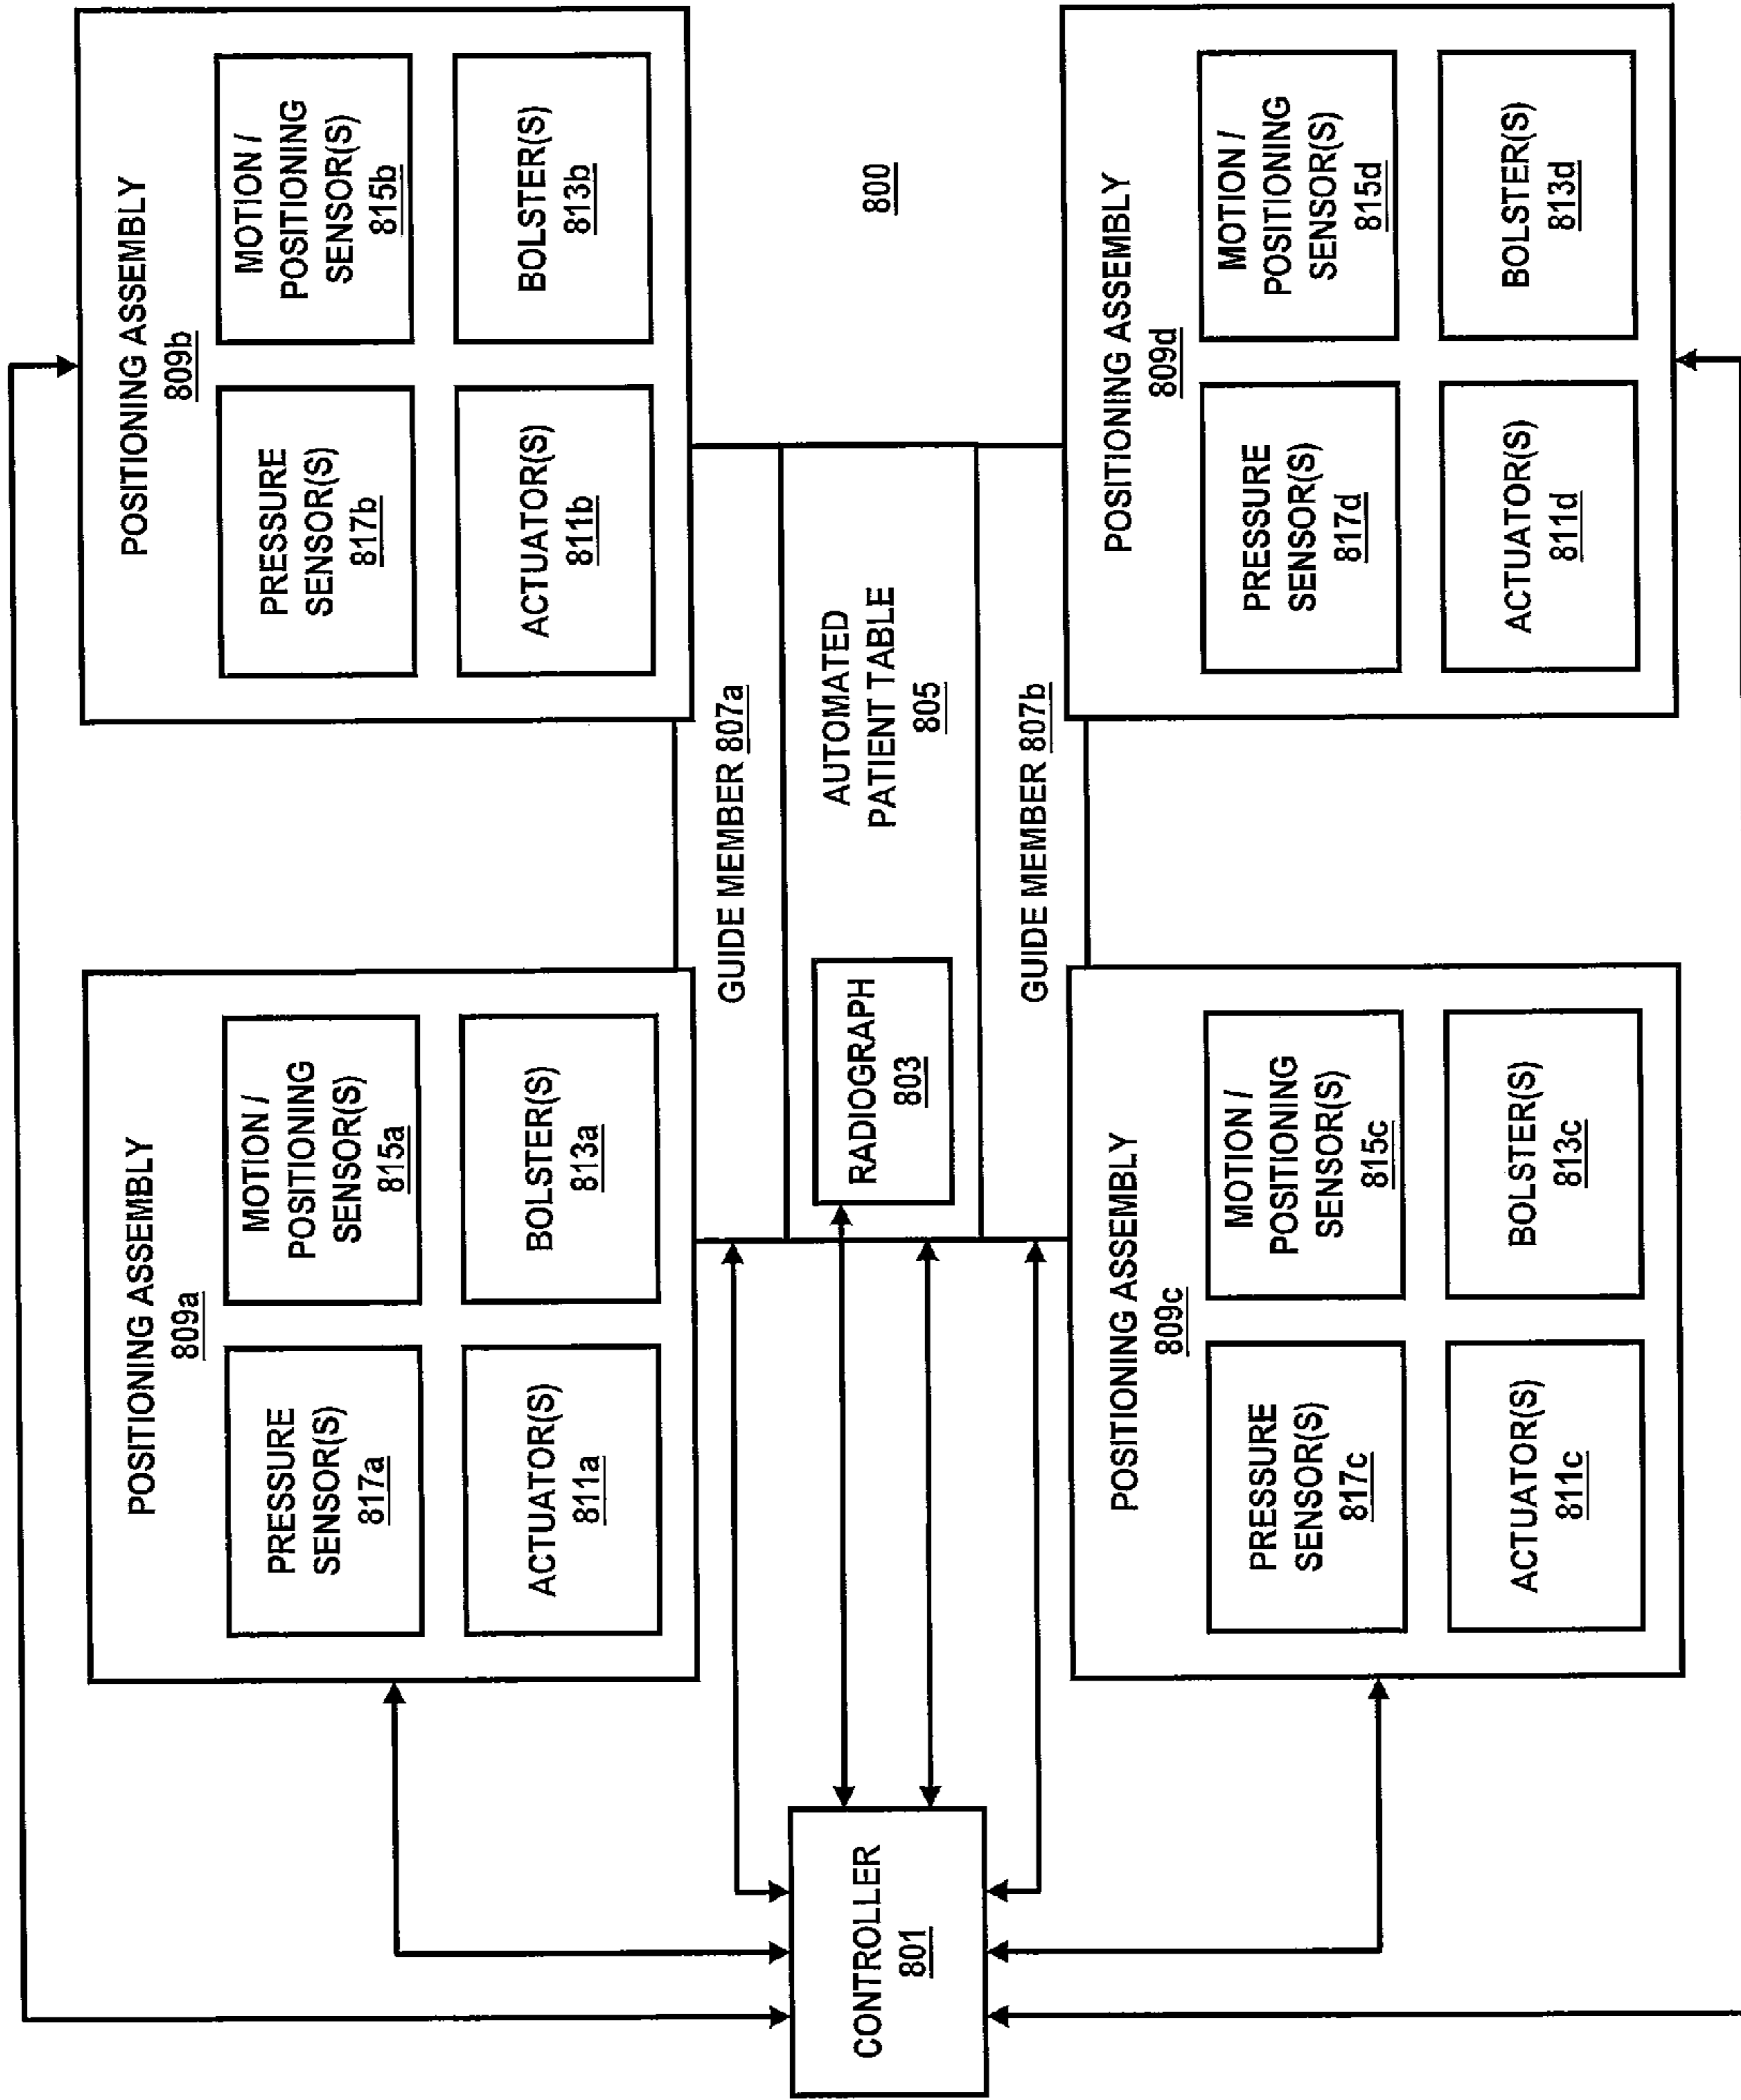 POSITIONING ASSEMBLY
809a
PRESSURE
SENSOR(S)
817a
MOTION /
POSITIONING
SENSOR(S)
815a
ACTUATOR(S)
811a
BOLSTER(S)
813a
POSITIONING ASSEMBLY
809b
PRESSURE
SENSOR(S)
817b
MOTION /
POSITIONING
SENSOR(S)
815b
ACTUATOR(S)
811b
BOLSTER(S)
813b
GUIDE MEMBER 807a
CONTROLLER
801
RADIOGRAPH
803
AUTOMATED
PATIENT TABLE
805
800
GUIDE MEMBER 807b
POSITIONING ASSEMBLY
809c
PRESSURE
SENSOR(S)
817c
MOTION /
POSITIONING
SENSOR(S)
815c
ACTUATOR(S)
811c
BOLSTER(S)
813c
POSITIONING ASSEMBLY
809d
PRESSURE
SENSOR(S)
817d
MOTION /
POSITIONING
SENSOR(S)
815d
ACTUATOR(S)
811d
BOLSTER(S)
813d